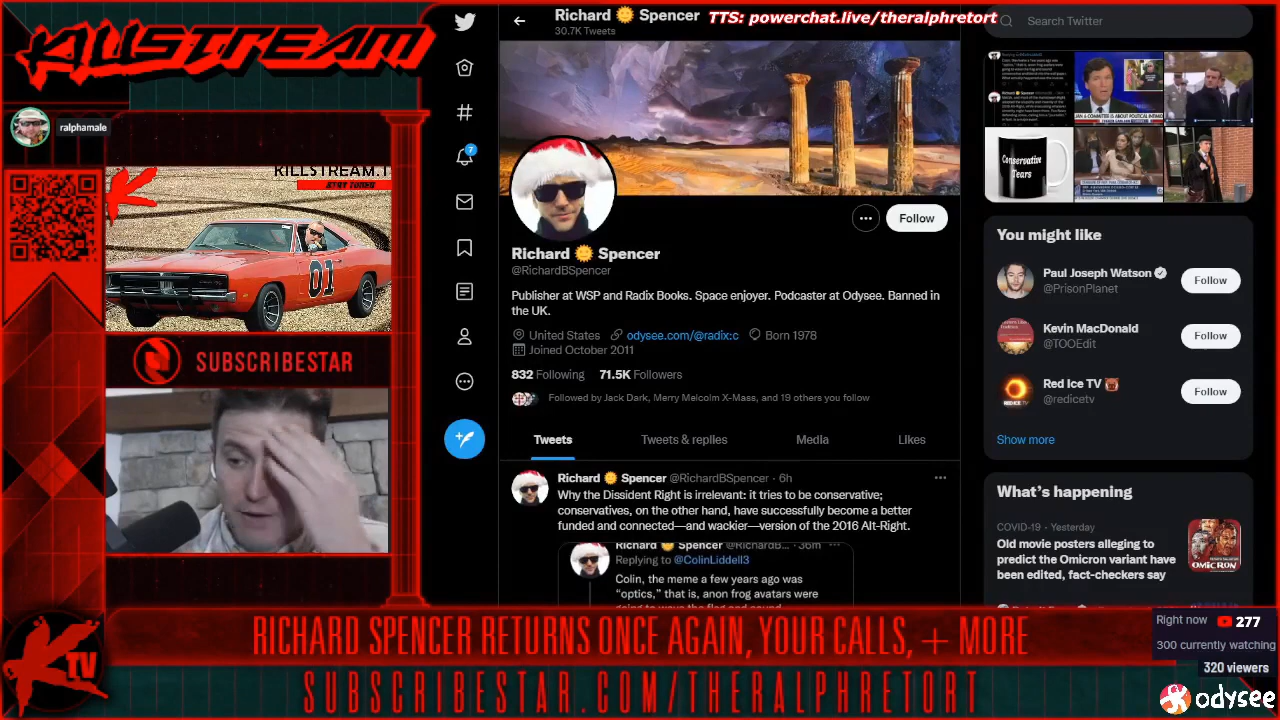 KILLSTREAM
ralphamale
KILLSTREAM.T
STAY TUNED
01
SUBSCRIBESTAR
TV
Richard Spencer
30.7K Tweets
TTS: powerchat.live/theralphretort
Search Twitter
7
Follow
Richard Spencer
@RichardBSpencer
Publisher at WSP and Radix Books. Space enjoyer. Podcaster at Odysee. Banned in
the UK.
United States odysee.com/@radix:c Born 1978
Joined October 2011
832 Following 71.5K Followers
Followed by Jack Dark, Merry Melcolm X-Mass, and 19 others you follow
Tweets Tweets & replies Media Likes
Richard Spencer @RichardBSpencer · 6h
Why the Dissident Right is irrelevant: it tries to be conservative;
conservatives, on the other hand, have successfully become a better
funded and connected—and wackier—version of the 2016 Alt-Right.
Richard Spencer @RichardB... · 36m
Replying to @ColinLiddell3
Colin, the meme a few years ago was
"optics," that is, anon frog avatars were
Conservative
Tears
You might like
Paul Joseph Watson
@PrisonPlanet
Follow
Kevin MacDonald
@TOOEdit
Follow
Red Ice TV
@redicetv
Follow
Show more
What's happening
COVID-19 · Yesterday
Old movie posters alleging to
predict the Omicron variant have
been edited, fact-checkers say
OMICRON
RICHARD SPENCER RETURNS ONCE AGAIN, YOUR CALLS, + MORE
SUBSCRIBESTAR.COM/THERALPHRETORT
Right now 277
300 currently watching
320 viewers
odysee